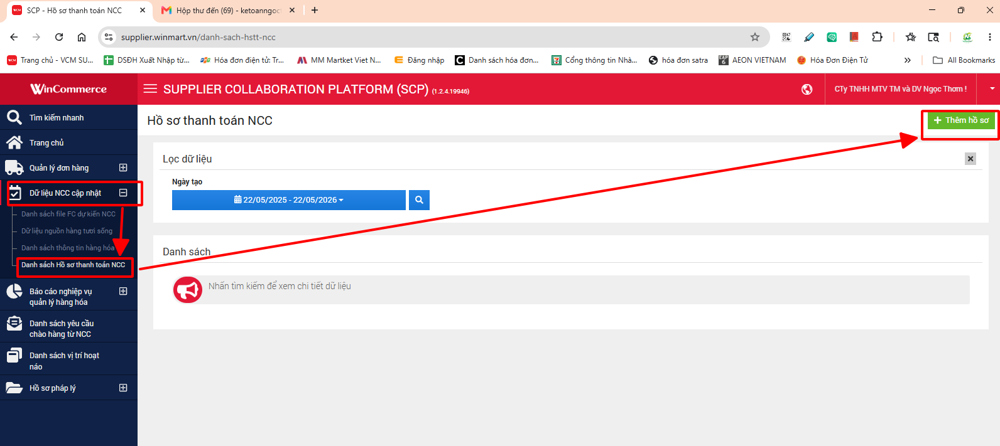 SCP - Hồ sơ thanh toán NCC
Hộp thư đến (69) - ketoanngoc
supplier.winmart.vn/danh-sach-hstt-ncc
Trang chủ - VCM SU...
DSĐH Xuất Nhập từ...
Hóa đơn điện tử: Tr...
MM Martket Viet N...
Đăng nhập
Danh sách hóa đơn...
Cổng thông tin Nhà...
hóa đơn satra
AEON VIETNAM
Hóa Đơn Điện Tử
All Bookmarks
WinCommerce
SUPPLIER COLLABORATION PLATFORM (SCP) (1.2.4.19946)
CTy TNHH MTV TM và DV Ngọc Thơm !
Tìm kiếm nhanh
Trang chủ
Quản lý đơn hàng
Dữ liệu NCC cập nhật
Danh sách file FC dự kiến NCC
Dữ liệu nguồn hàng tươi sống
Danh sách thông tin hàng hóa
Danh sách Hồ sơ thanh toán NCC
Báo cáo nghiệp vụ
quản lý hàng hóa
Danh sách yêu cầu
chào hàng từ NCC
Danh sách vị trí hoạt
náo
Hồ sơ pháp lý
Hồ sơ thanh toán NCC
Thêm hồ sơ
Lọc dữ liệu
Ngày tạo
22/05/2025 - 22/05/2026
Danh sách
Nhấn tìm kiếm để xem chi tiết dữ liệu